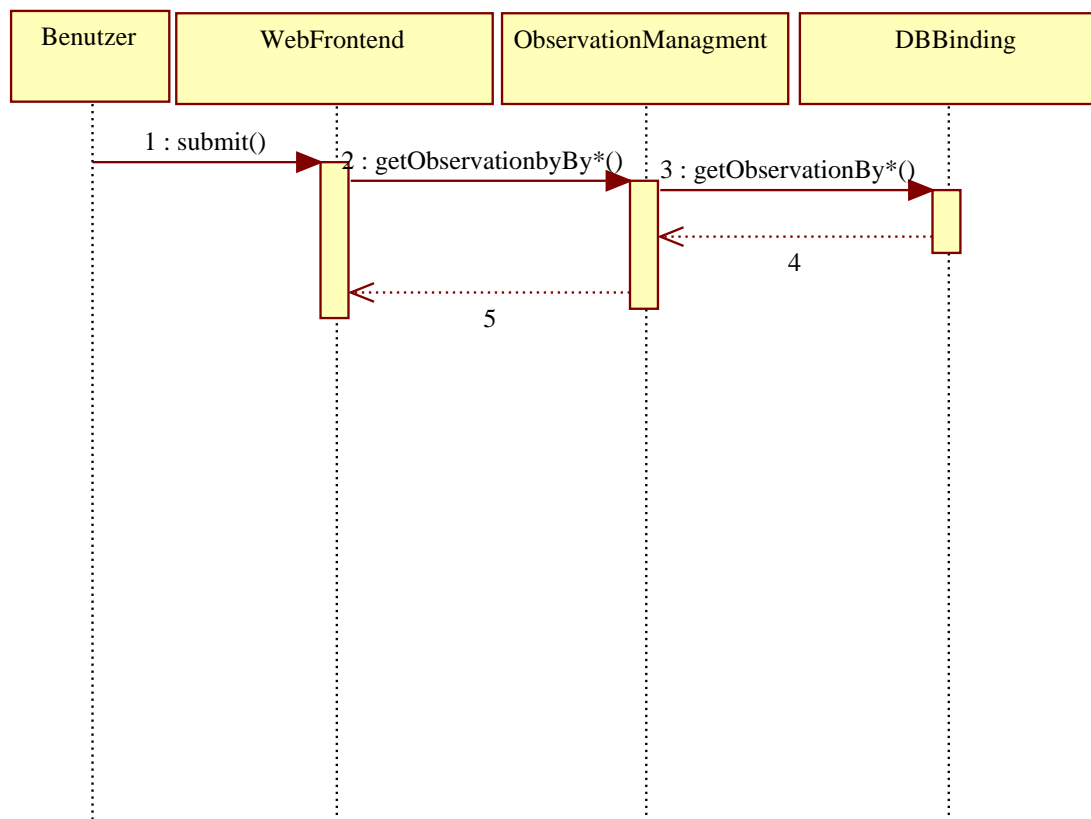 Benutzer
WebFrontend
ObservationManagment
DBBinding
1 : submit()
2 : getObservationbyBy*()
3 : getObservationBy*()
4
5